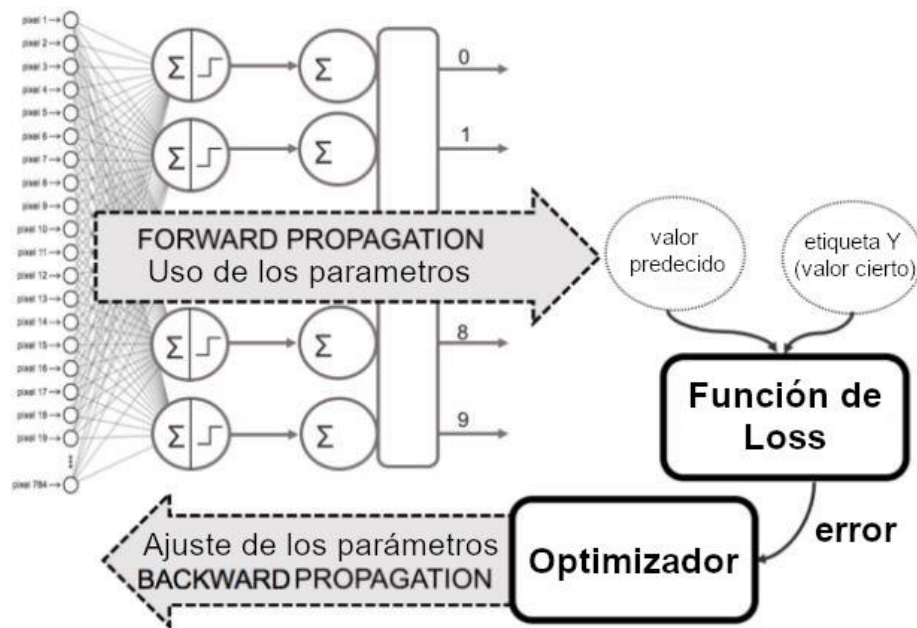 pixel 1
pixel 2
pixel 3
pixel 4
pixel 5
pixel 6
pixel 7
pixel 8
pixel 9
pixel 10
pixel 11
pixel 12
pixel 13
pixel 14
pixel 15
pixel 16
pixel 17
pixel 18
pixel 19
...
pixel 784
Σ
Σ
0
Σ
Σ
1
FORWARD PROPAGATION
Uso de los parametros
Σ
Σ
8
Σ
Σ
9
valor
predecido
etiqueta Y
(valor cierto)
Función de
Loss
error
Optimizador
Ajuste de los parámetros
BACKWARD PROPAGATION